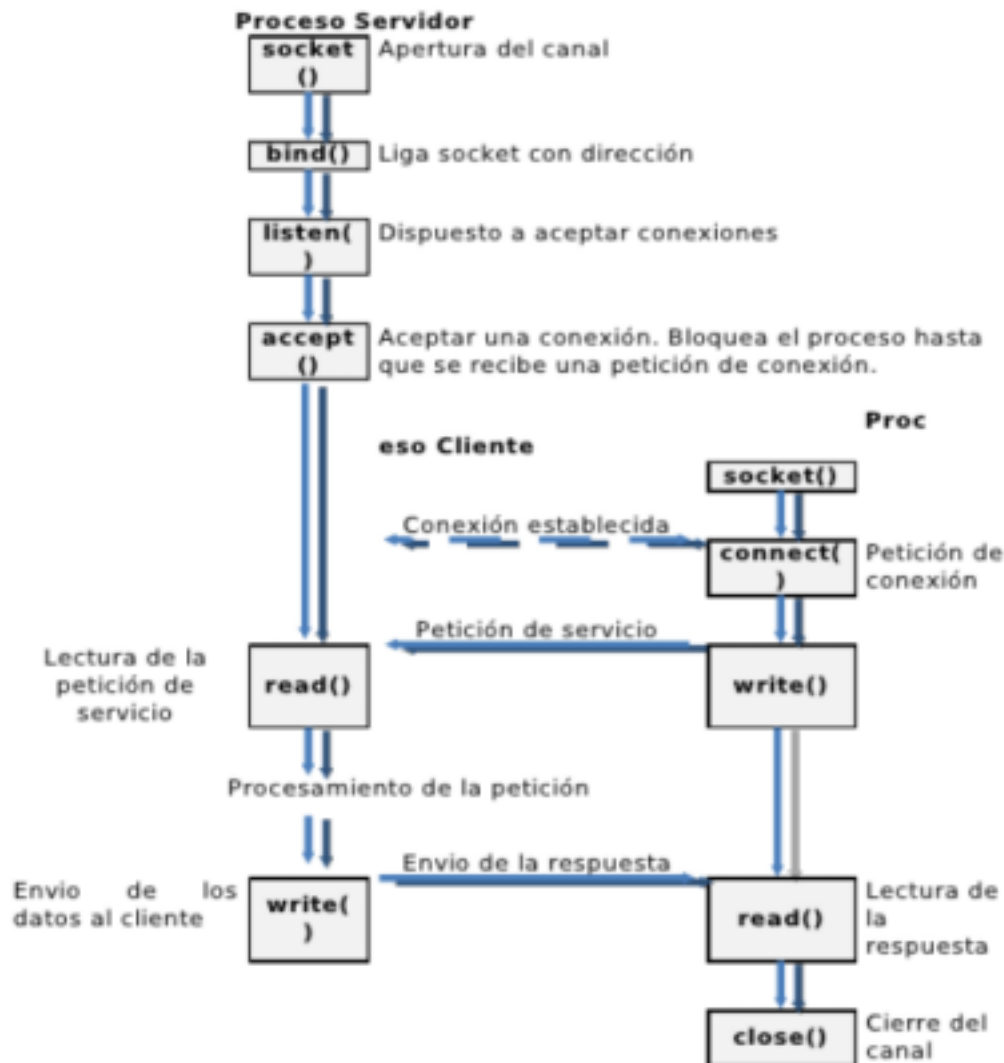 Proceso Servidor
socket
()
Apertura del canal
bind()
Liga socket con dirección
listen(
)
Dispuesto a aceptar conexiones
accept
()
Aceptar una conexión. Bloquea el proceso hasta
que se recibe una petición de conexión.
Proc
eso Cliente
socket()
Conexión establecida
connect(
)
Petición de
conexión
Petición de servicio
Lectura de la
petición de
servicio
read()
write()
Procesamiento de la petición
Envio de la respuesta
Envio de los
datos al cliente
write(
)
read()
Lectura de
la
respuesta
close()
Cierre del
canal